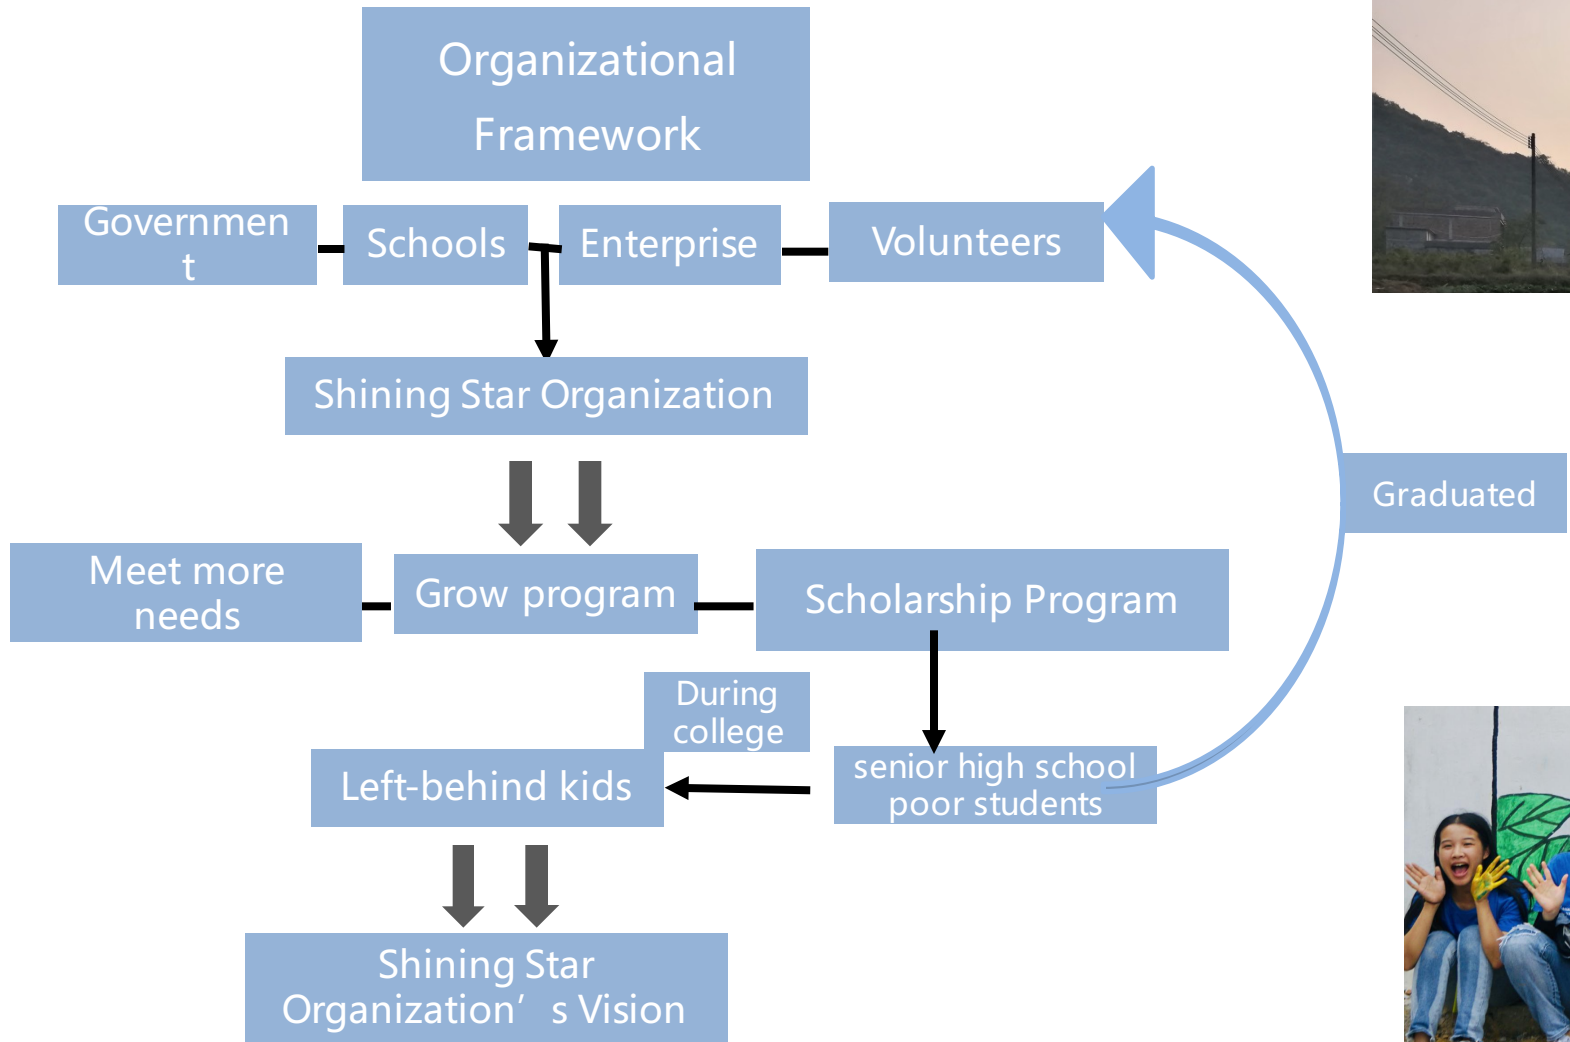 Organizational
Framework
Governmen
t
Schools
Enterprise
Volunteers
Shining Star Organization
Graduated
Meet more
needs
Grow program
Scholarship Program
During
college
Left-behind kids
senior high school
poor students
Shining Star
Organization’s Vision